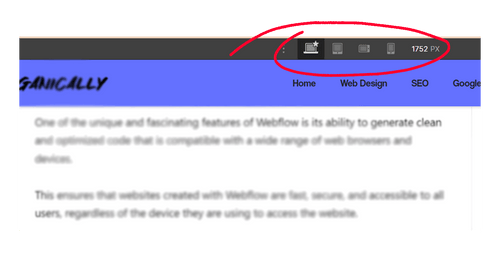 1752 PX
GANICALLY
Home Web Design SEO Google
One of the unique and fascinating features of Webflow is its ability to generate clean
and optimized code that is compatible with a wide range of web browsers and
devices.
This ensures that websites created with Webflow are fast, secure, and accessible to all
users, regardless of the device they are using to access the website.